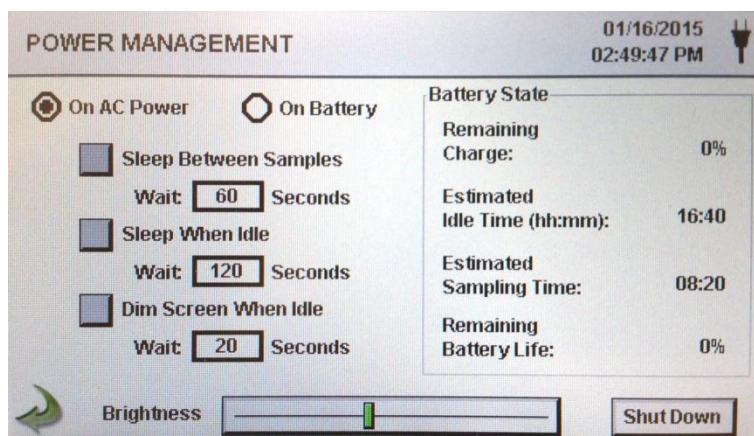 POWER MANAGEMENT
01/16/2015
02:49:47 PM
On AC Power
On Battery
Sleep Between Samples
Wait: 60 Seconds
Sleep When Idle
Wait: 120 Seconds
Dim Screen When Idle
Wait: 20 Seconds
Battery State
Remaining
Charge: 0%
Estimated
Idle Time (hh:mm): 16:40
Estimated
Sampling Time: 08:20
Remaining
Battery Life: 0%
Brightness
Shut Down